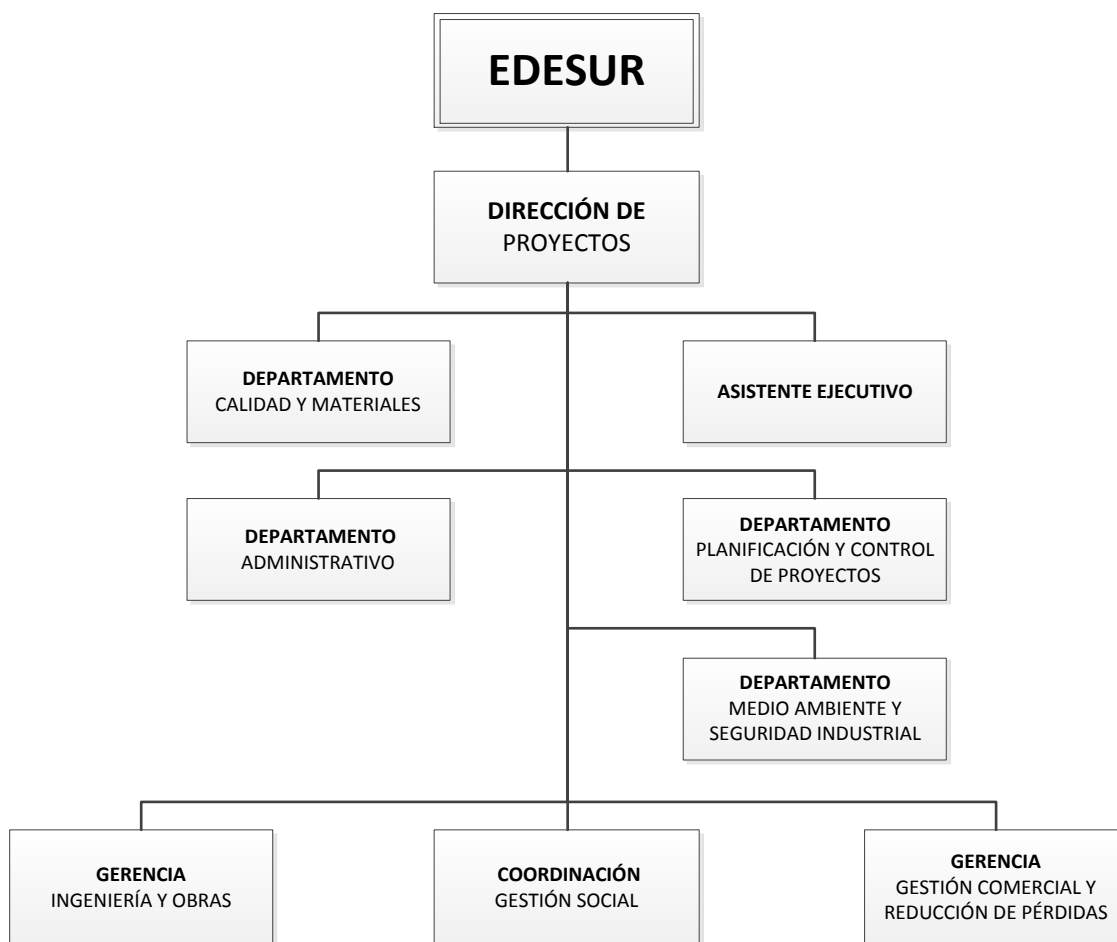 EDESUR
DIRECCIÓN DE
PROYECTOS
DEPARTAMENTO
CALIDAD Y MATERIALES
ASISTENTE EJECUTIVO
DEPARTAMENTO
ADMINISTRATIVO
DEPARTAMENTO
PLANIFICACIÓN Y CONTROL
DE PROYECTOS
DEPARTAMENTO
MEDIO AMBIENTE Y
SEGURIDAD INDUSTRIAL
GERENCIA
INGENIERÍA Y OBRAS
COORDINACIÓN
GESTIÓN SOCIAL
GERENCIA
GESTIÓN COMERCIAL Y
REDUCCIÓN DE PÉRDIDAS